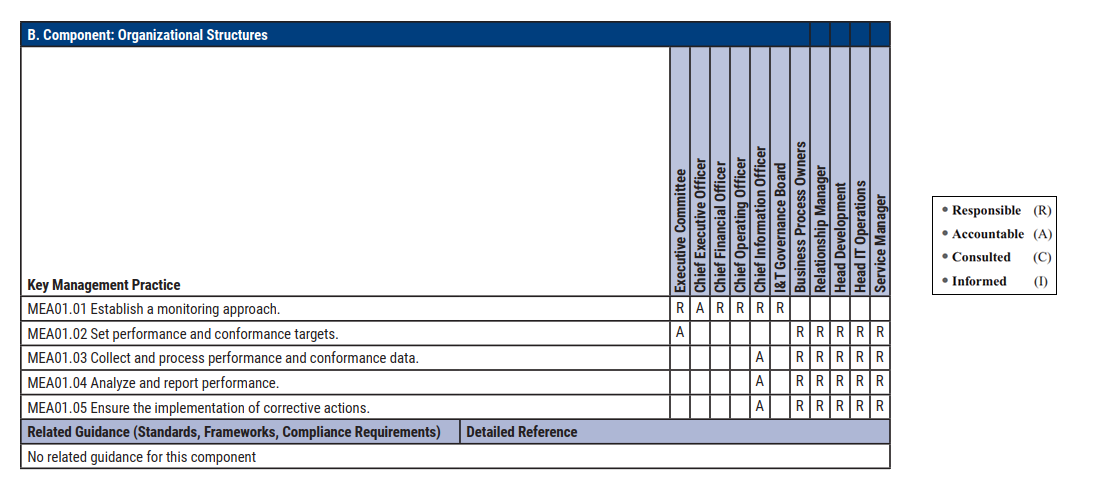 B. Component: Organizational Structures
Key Management Practice
Executive Committee
Chief Executive Officer
Chief Financial Officer
Chief Operating Officer
Chief Information Officer
I&T Governance Board
Business Process Owners
Relationship Manager
Head Development
Head IT Operations
Service Manager
MEA01.01 Establish a monitoring approach. R A R R R R
MEA01.02 Set performance and conformance targets. A R R R R R
MEA01.03 Collect and process performance and conformance data. A R R R R R
MEA01.04 Analyze and report performance. A R R R R R
MEA01.05 Ensure the implementation of corrective actions. A R R R R R
Related Guidance (Standards, Frameworks, Compliance Requirements) Detailed Reference
No related guidance for this component
• Responsible (R)
• Accountable (A)
• Consulted (C)
• Informed (I)